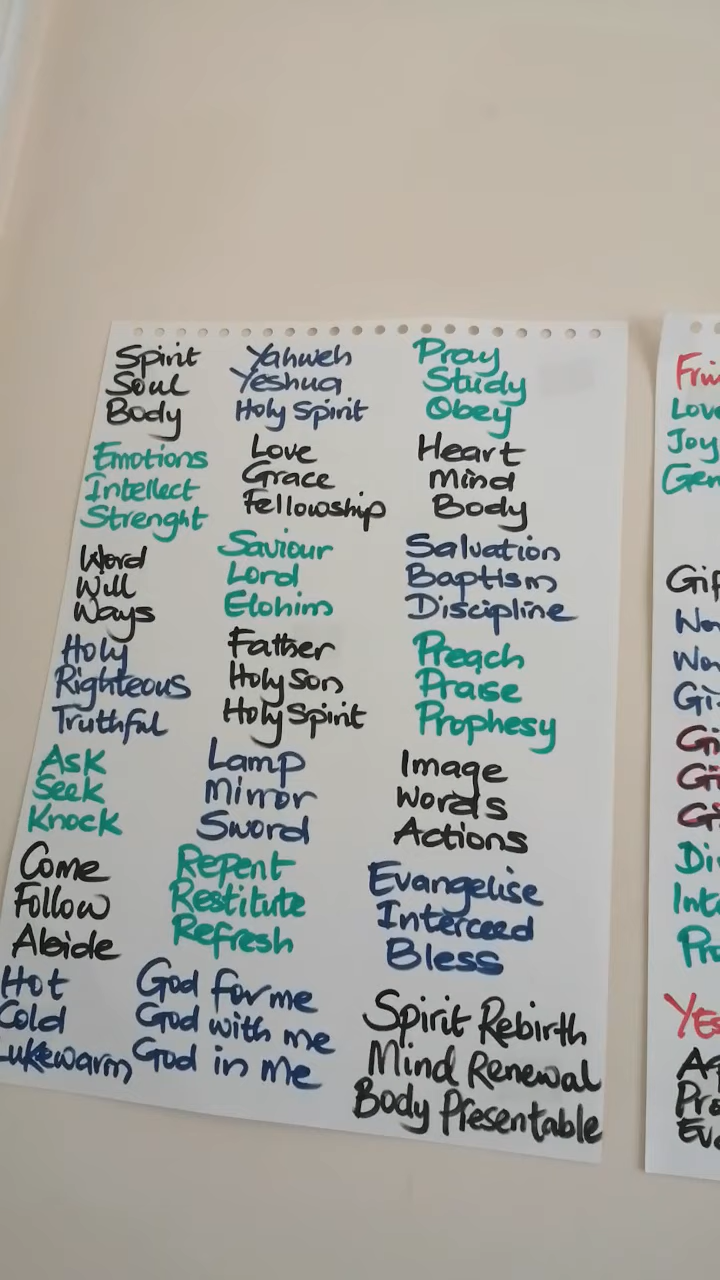 Spirit
Soul
Body
Emotions
Intellect
Strenght
Word
Will
Ways
Holy
Righteous
Truthful
Ask
Seek
Knock
Come
Follow
Abide
Hot
Cold
Lukewarm
Yahweh
Yeshua
Holy Spirit
Love
Grace
Fellowship
Saviour
Lord
Elohim
Father
Holy Son
Holy Spirit
Lamp
Mirror
Sword
Repent
Restitute
Refresh
God for me
God with me
God in me
Pray
Study
Obey
Heart
Mind
Body
Salvation
Baptism
Discipline
Preach
Praise
Prophesy
Image
Words
Actions
Evangelise
Interceed
Bless
Spirit Rebirth
Mind Renewal
Body Presentable
Love
Joy